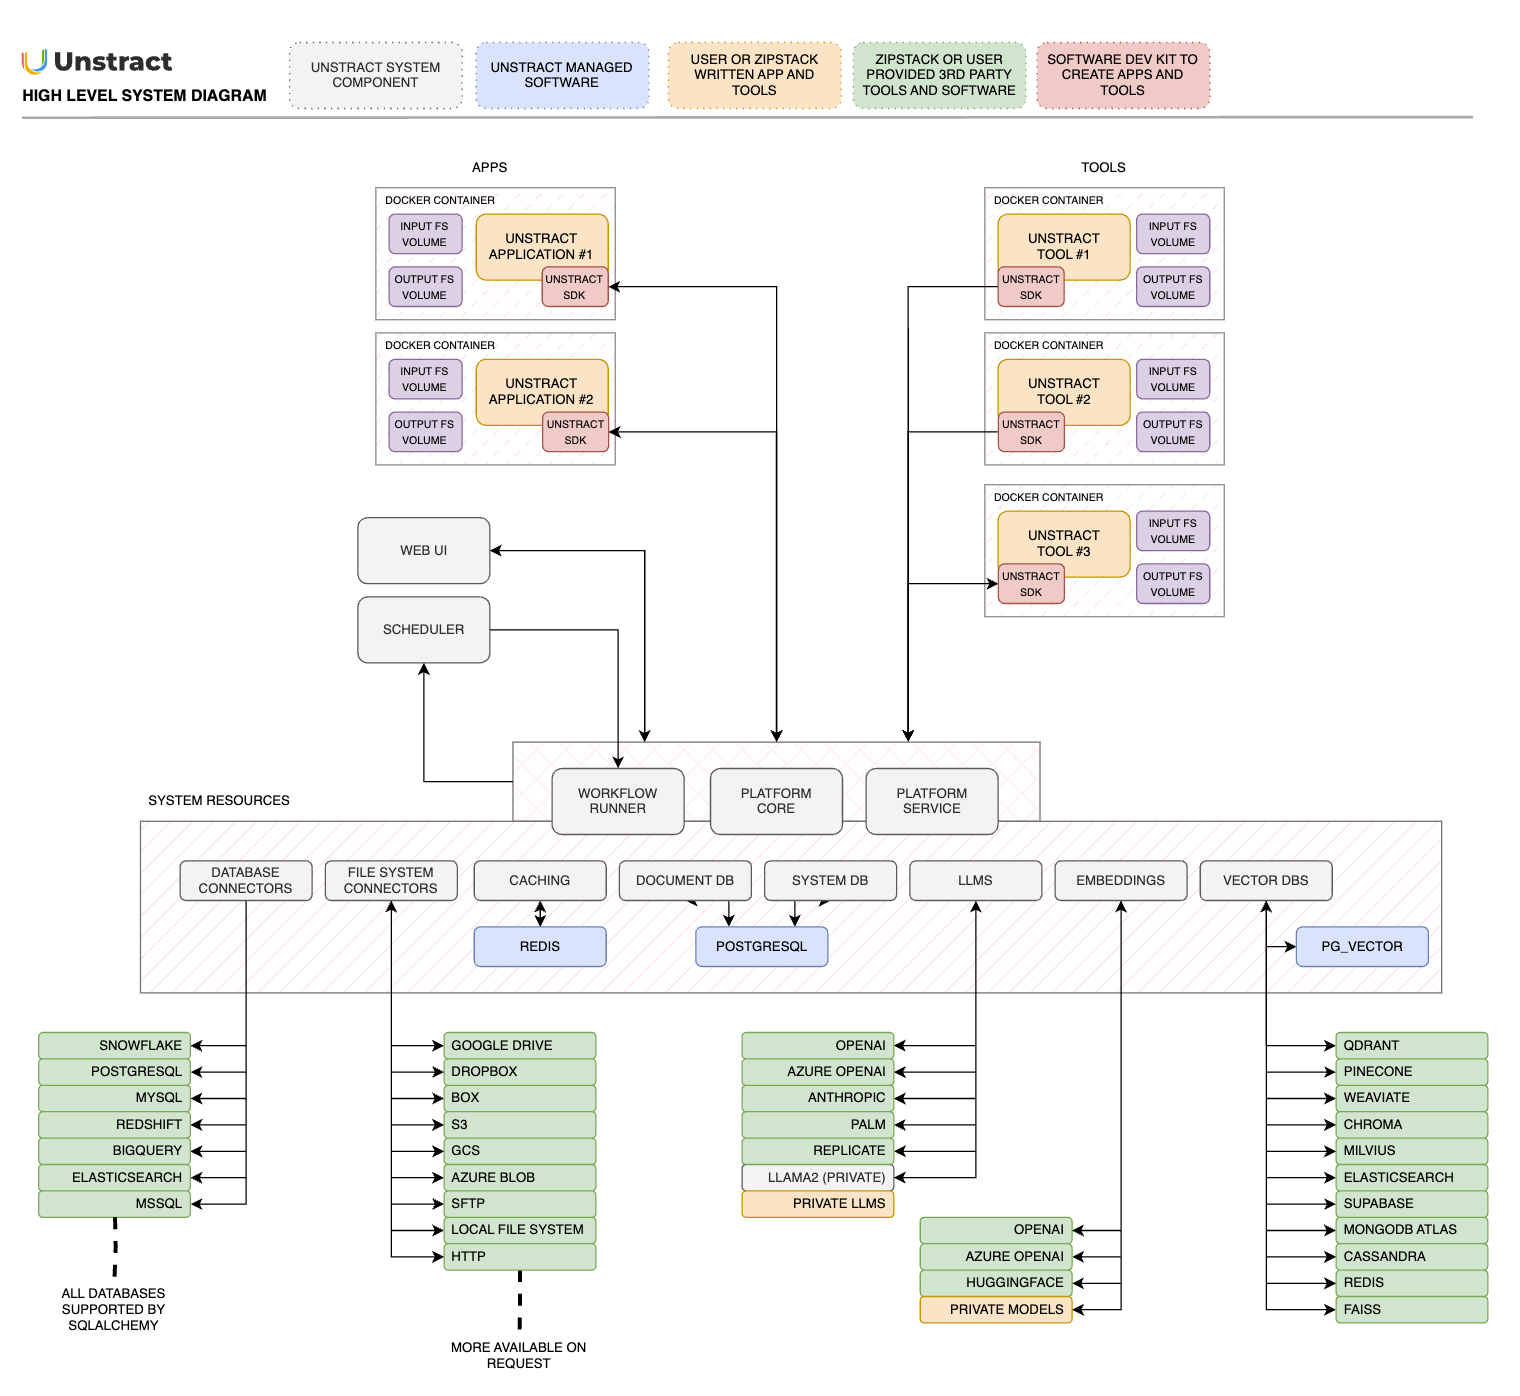 Unstract
HIGH LEVEL SYSTEM DIAGRAM
UNSTRACT SYSTEM
COMPONENT
UNSTRACT MANAGED
SOFTWARE
USER OR ZIPSTACK
WRITTEN APP AND
TOOLS
ZIPSTACK OR USER
PROVIDED 3RD PARTY
TOOLS AND SOFTWARE
SOFTWARE DEV KIT TO
CREATE APPS AND
TOOLS
APPS
DOCKER CONTAINER
INPUT FS
VOLUME
OUTPUT FS
VOLUME
UNSTRACT
APPLICATION #1
UNSTRACT
SDK
DOCKER CONTAINER
INPUT FS
VOLUME
OUTPUT FS
VOLUME
UNSTRACT
APPLICATION #2
UNSTRACT
SDK
TOOLS
DOCKER CONTAINER
UNSTRACT
TOOL #1
UNSTRACT
SDK
INPUT FS
VOLUME
OUTPUT FS
VOLUME
DOCKER CONTAINER
UNSTRACT
TOOL #2
UNSTRACT
SDK
INPUT FS
VOLUME
OUTPUT FS
VOLUME
DOCKER CONTAINER
UNSTRACT
TOOL #3
UNSTRACT
SDK
INPUT FS
VOLUME
OUTPUT FS
VOLUME
WEB UI
SCHEDULER
WORKFLOW
RUNNER
PLATFORM
CORE
PLATFORM
SERVICE
SYSTEM RESOURCES
DATABASE
CONNECTORS
FILE SYSTEM
CONNECTORS
CACHING
DOCUMENT DB
SYSTEM DB
LLMS
EMBEDDINGS
VECTOR DBS
REDIS
POSTGRESQL
PG_VECTOR
SNOWFLAKE
POSTGRESQL
MYSQL
REDSHIFT
BIGQUERY
ELASTICSEARCH
MSSQL
ALL DATABASES
SUPPORTED BY
SQLALCHEMY
GOOGLE DRIVE
DROPBOX
BOX
S3
GCS
AZURE BLOB
SFTP
LOCAL FILE SYSTEM
HTTP
MORE AVAILABLE ON
REQUEST
OPENAI
AZURE OPENAI
ANTHROPIC
PALM
REPLICATE
LLAMA2 (PRIVATE)
PRIVATE LLMS
OPENAI
AZURE OPENAI
HUGGINGFACE
PRIVATE MODELS
QDRANT
PINECONE
WEAVIATE
CHROMA
MILVIUS
ELASTICSEARCH
SUPABASE
MONGODB ATLAS
CASSANDRA
REDIS
FAISS